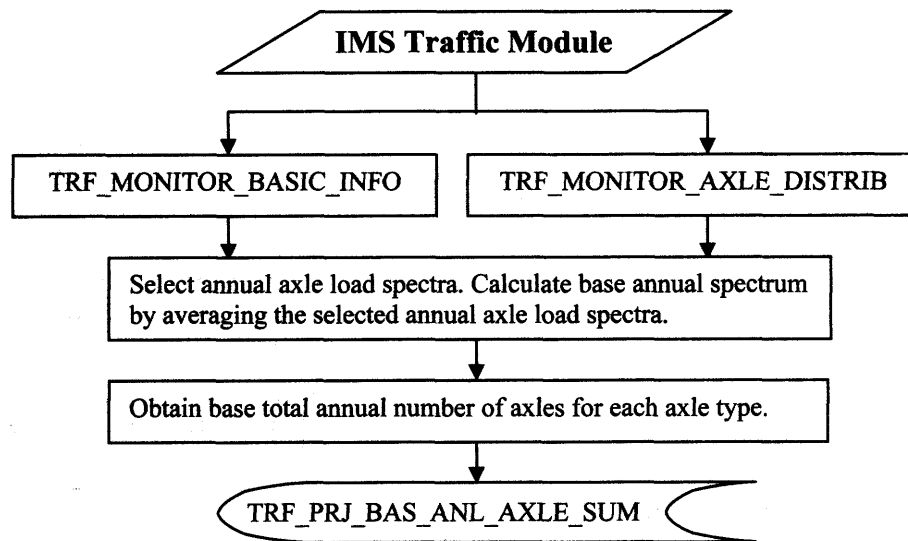 IMS Traffic Module
TRF_MONITOR_BASIC_INFO
TRF_MONITOR_AXLE_DISTRIB
Select annual axle load spectra. Calculate base annual spectrum
by averaging the selected annual axle load spectra.
Obtain base total annual number of axles for each axle type.
TRF_PRJ_BAS_ANL_AXLE_SUM